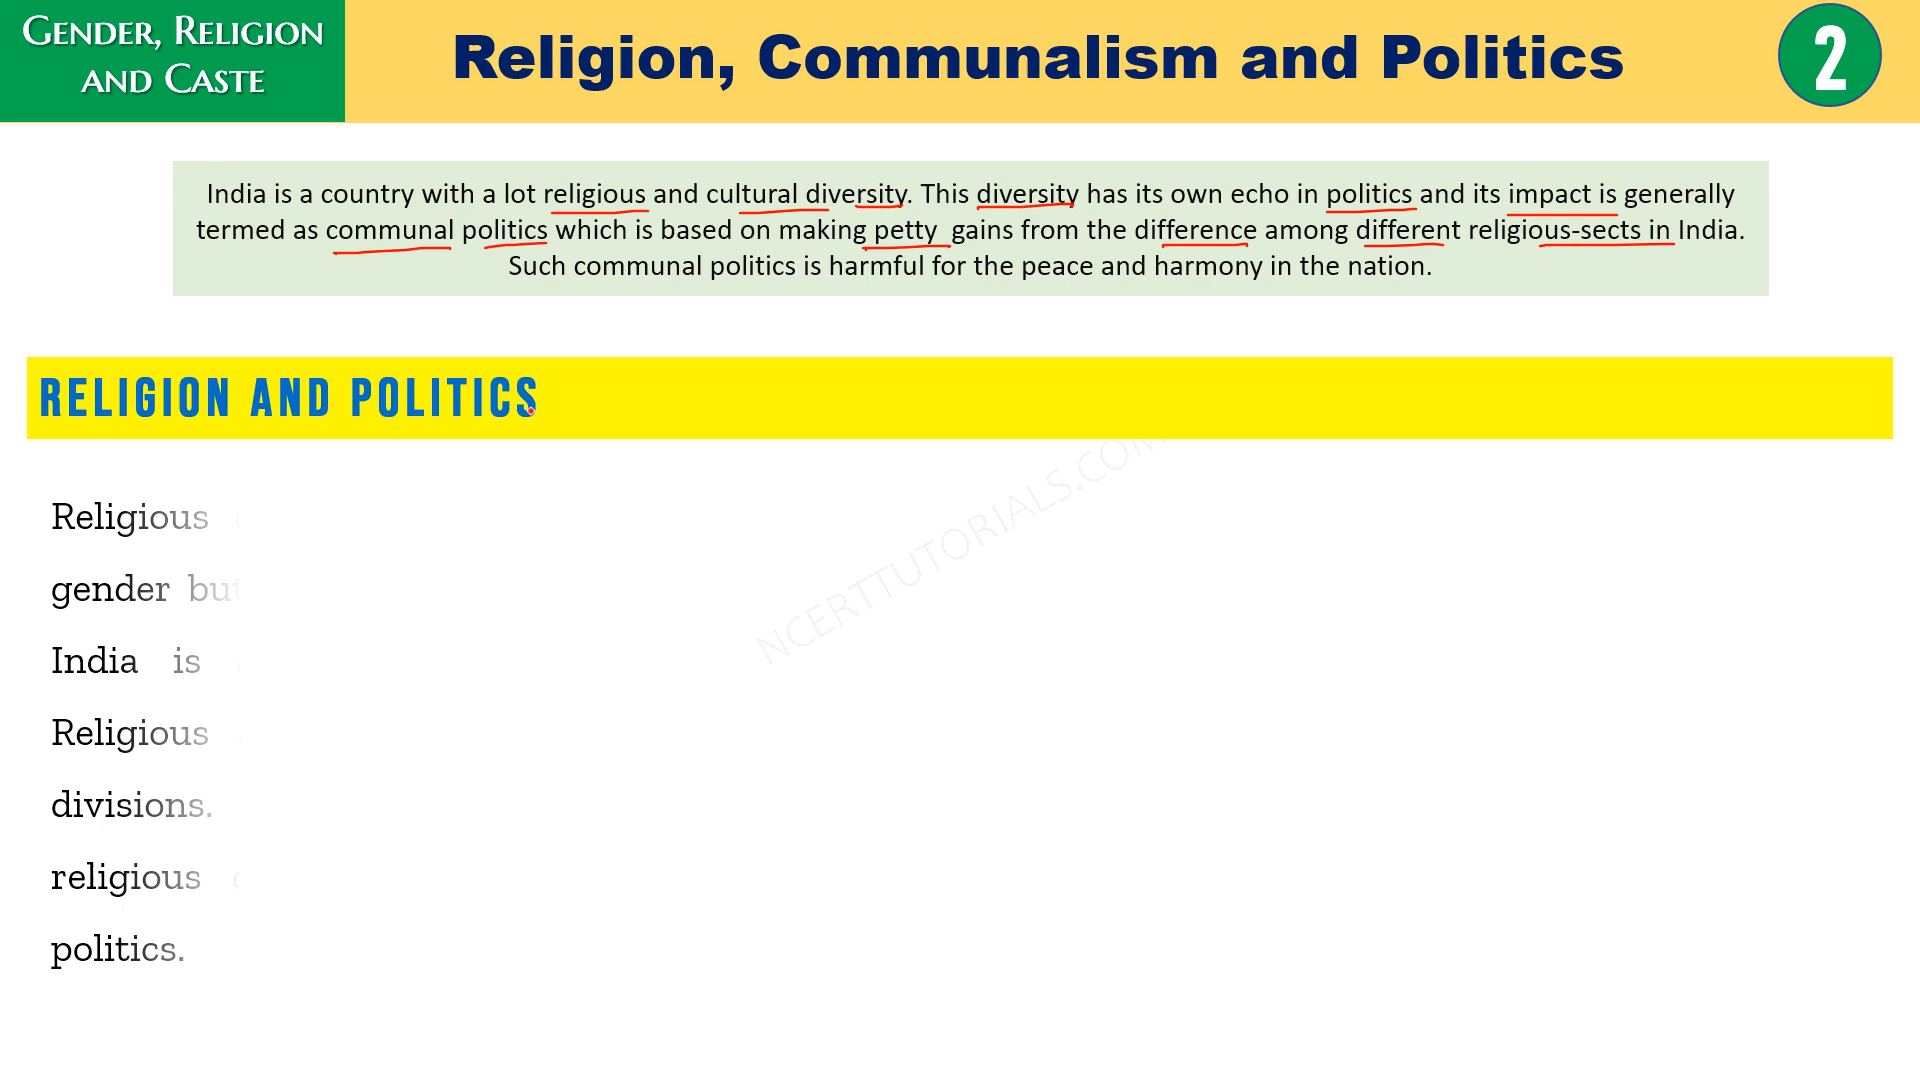 GENDER, RELIGION
AND CASTE
Religion, Communalism and Politics
2
India is a country with a lot religious and cultural diversity. This diversity has its own echo in politics and its impact is generally
termed as communal politics which is based on making petty gains from the difference among different religious-sects in India.
Such communal politics is harmful for the peace and harmony in the nation.
RELIGION AND POLITICS
NCERTTUTORIALS.COM
Religious
gender but
India is
Religious
divisions.
religious
politics.